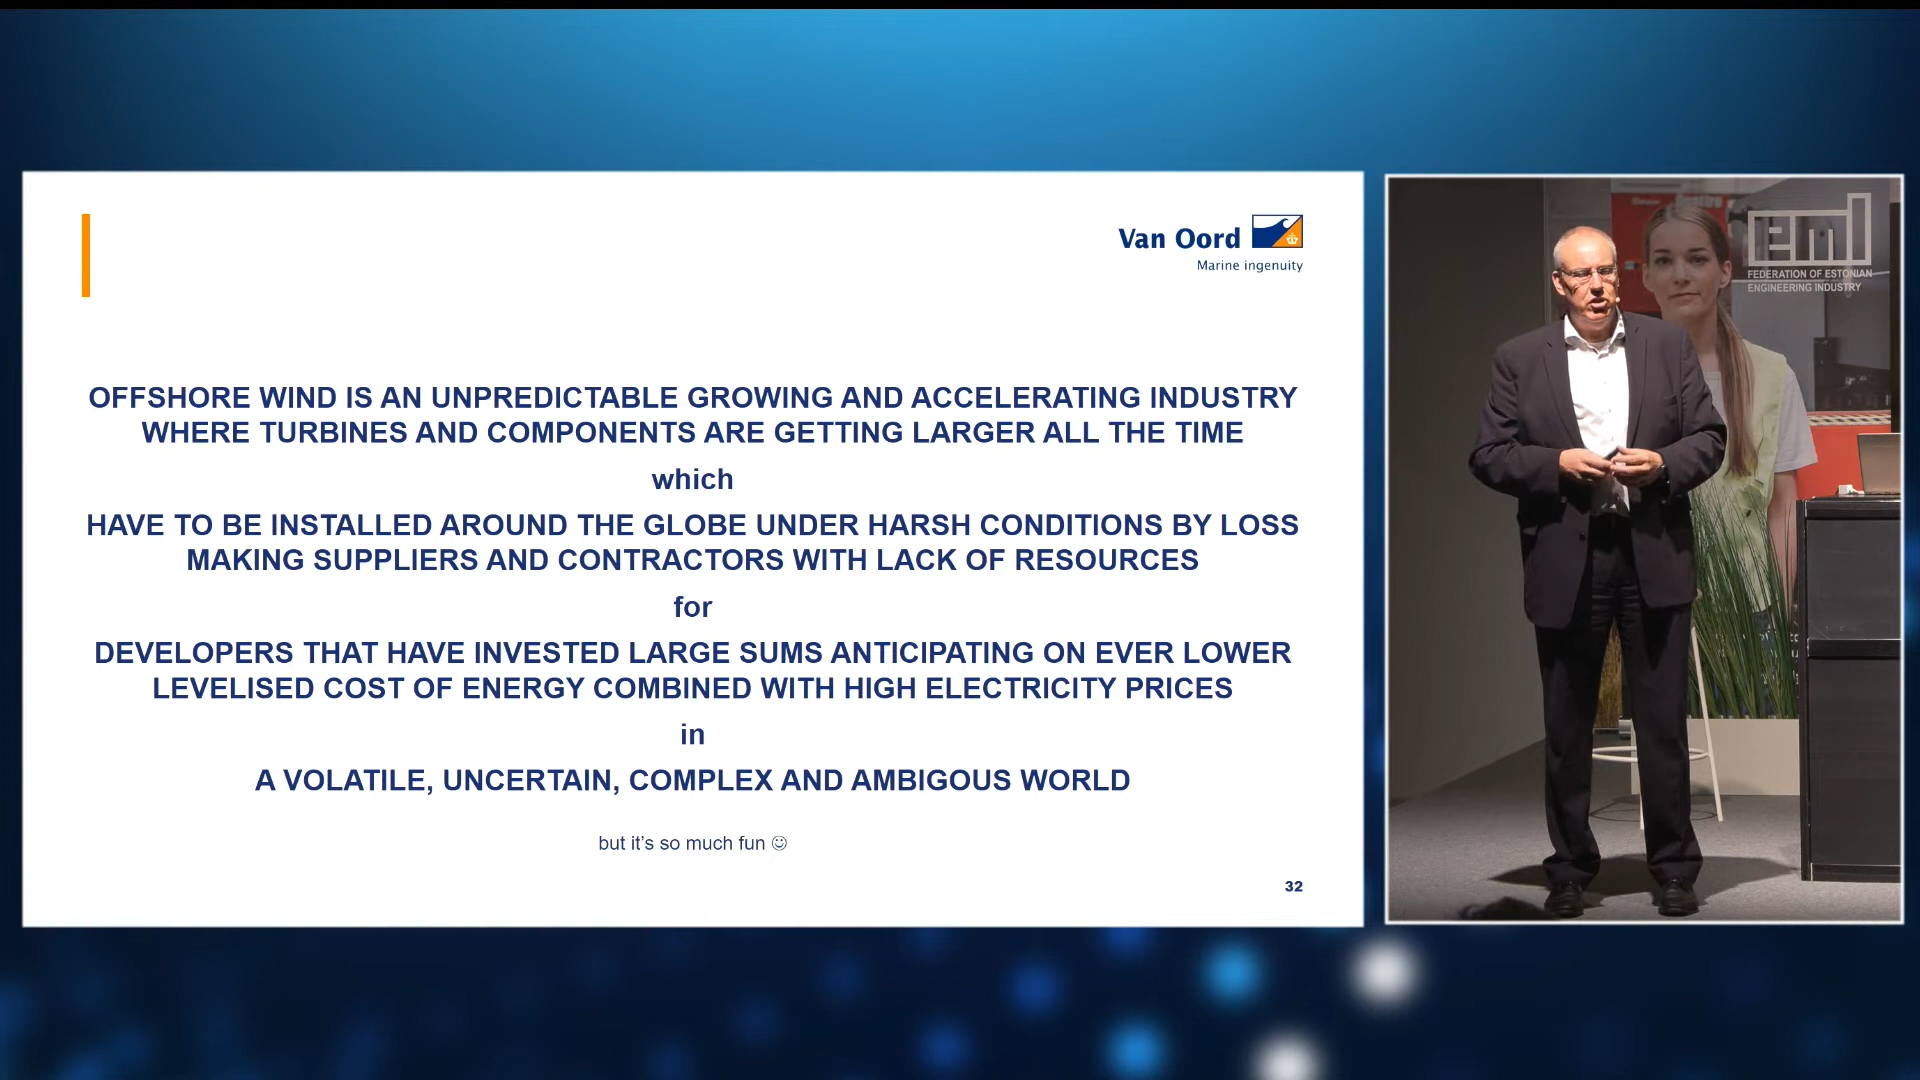 Van Oord
Marine ingenuity
OFFSHORE WIND IS AN UNPREDICTABLE GROWING AND ACCELERATING INDUSTRY
WHERE TURBINES AND COMPONENTS ARE GETTING LARGER ALL THE TIME
which
HAVE TO BE INSTALLED AROUND THE GLOBE UNDER HARSH CONDITIONS BY LOSS
MAKING SUPPLIERS AND CONTRACTORS WITH LACK OF RESOURCES
for
DEVELOPERS THAT HAVE INVESTED LARGE SUMS ANTICIPATING ON EVER LOWER
LEVELISED COST OF ENERGY COMBINED WITH HIGH ELECTRICITY PRICES
in
A VOLATILE, UNCERTAIN, COMPLEX AND AMBIGOUS WORLD
but it's so much fun ☺
32
eml
FEDERATION OF ESTONIAN
ENGINEERING INDUSTRY